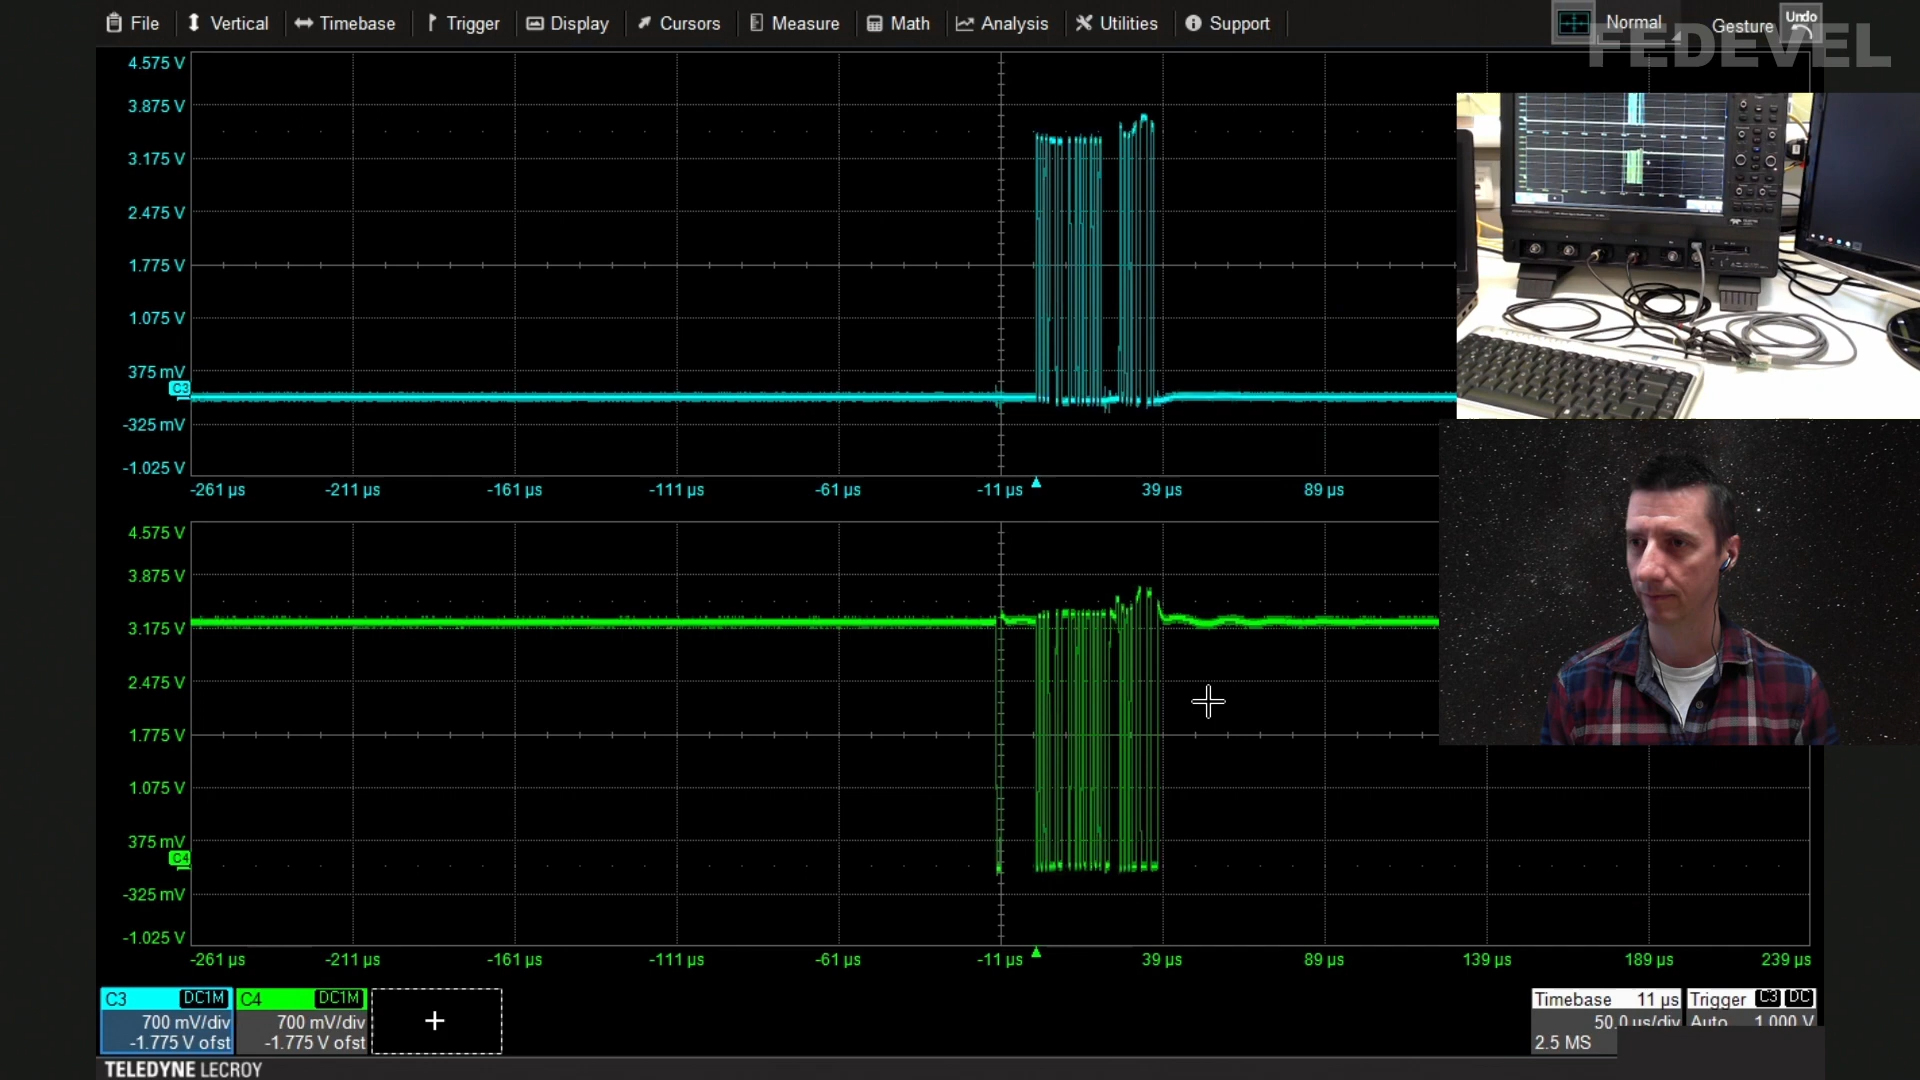 File Vertical Timebase Trigger Display Cursors Measure Math Analysis Utilities Support Normal Gesture Undo
FEDEVEL
4.575 V
3.875 V
3.175 V
2.475 V
1.775 V
1.075 V
375 mV
C3
-325 mV
-1.025 V
-261 µs -211 µs -161 µs -111 µs -61 µs -11 µs 39 µs 89 µs
4.575 V
3.875 V
3.175 V
2.475 V
1.775 V
1.075 V
375 mV
C4
-325 mV
-1.025 V
-261 µs -211 µs -161 µs -111 µs -61 µs -11 µs 39 µs 89 µs 139 µs 189 µs 239 µs
C3 DC1M C4 DC1M Timebase 11 µs Trigger C3 DC
700 mV/div 700 mV/div + 50.0 µs/div Auto 1.000 V
-1.775 V ofst -1.775 V ofst 2.5 MS
TELEDYNE LECROY